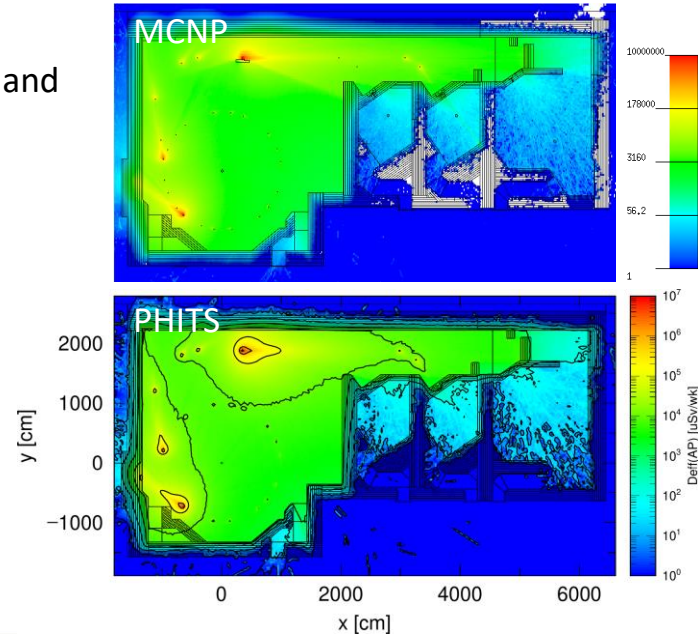 and
MCNP
10000000
178000
3160
56.2
1
PHITS
2000
1000
0
−1000
y [cm]
0 2000 4000 6000
x [cm]
10⁷
10⁶
10⁵
10⁴
10³
10²
10¹
10⁰
Deff(AP) [uSv/wk]